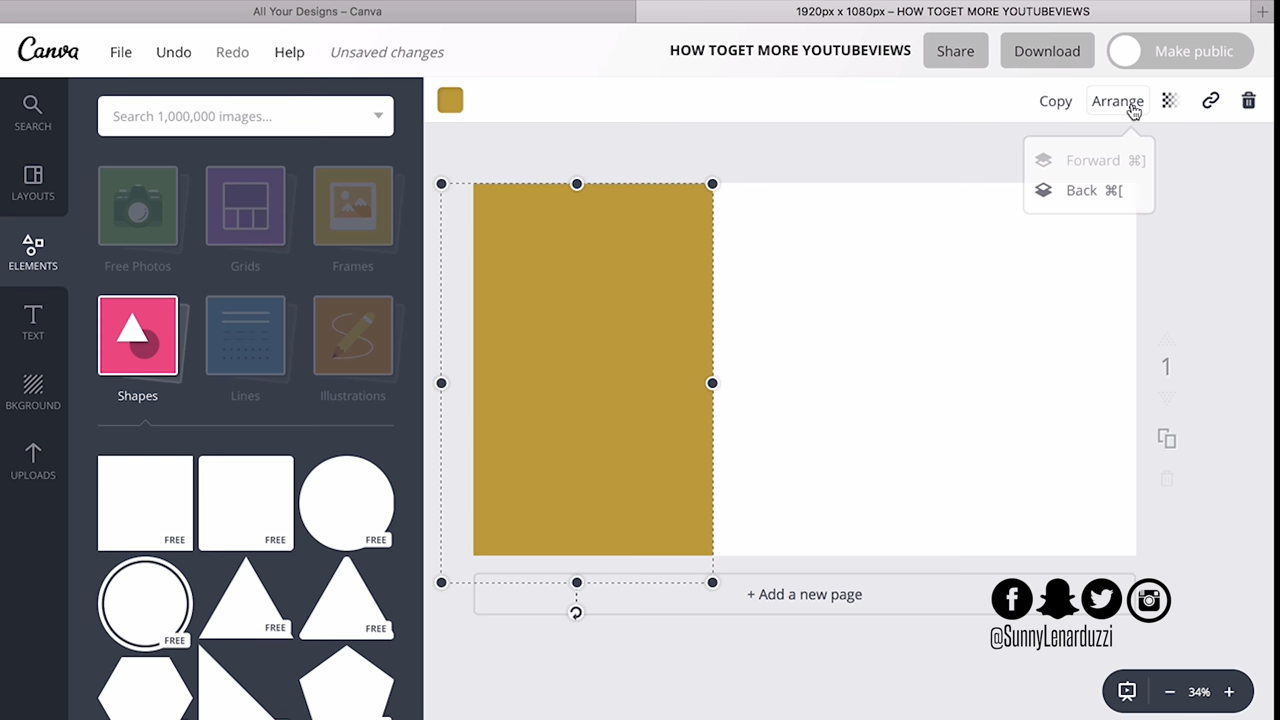 All Your Designs – Canva
1920px x 1080px – HOW TOGET MORE YOUTUBEVIEWS
Canva
File
Undo
Redo
Help
Unsaved changes
HOW TOGET MORE YOUTUBEVIEWS
Share
Download
Make public
SEARCH
LAYOUTS
ELEMENTS
TEXT
BKGROUND
UPLOADS
Search 1,000,000 images...
Free Photos
Grids
Frames
Shapes
Lines
Illustrations
FREE
FREE
FREE
FREE
FREE
FREE
Copy
Arrange
Forward ⌘]
Back ⌘[
1
+ Add a new page
@SunnyLenarduzzi
34%